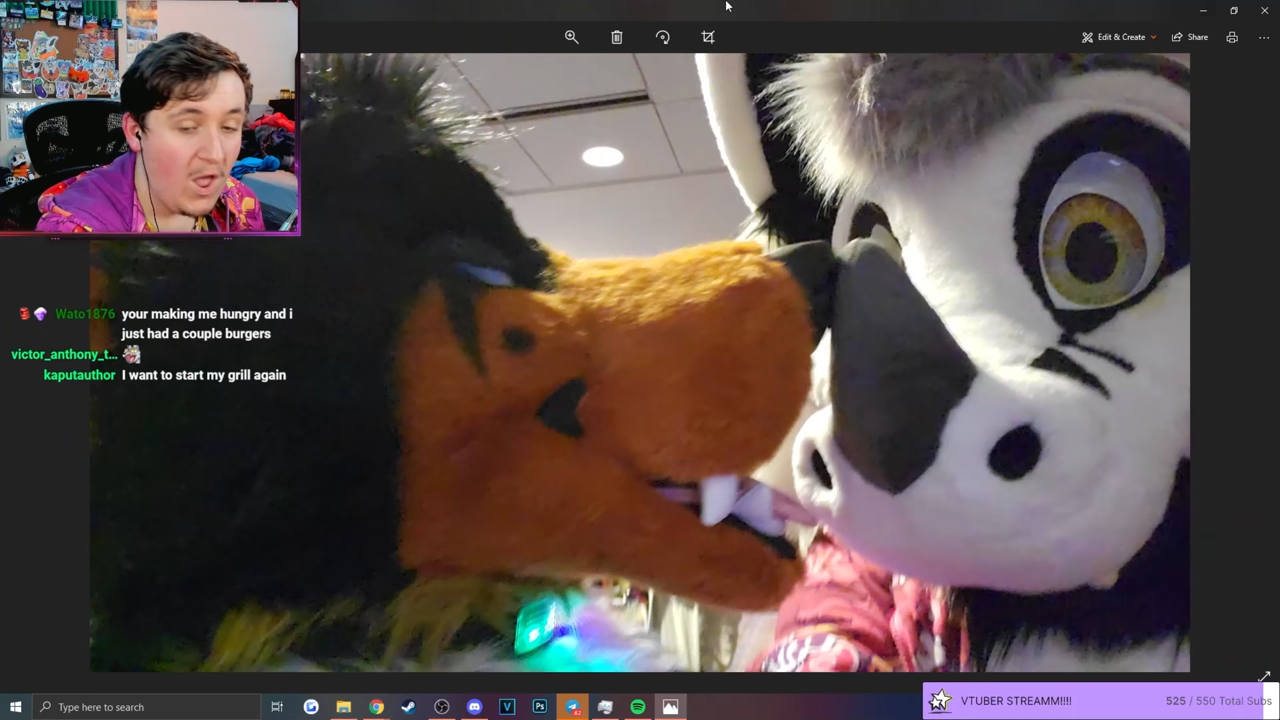 Edit & Create
Share
Wato1876 your making me hungry and i
just had a couple burgers
victor_anthony_t...
kaputauthor I want to start my grill again
Type here to search
VTUBER STREAMM!!!! 525 / 550 Total Subs